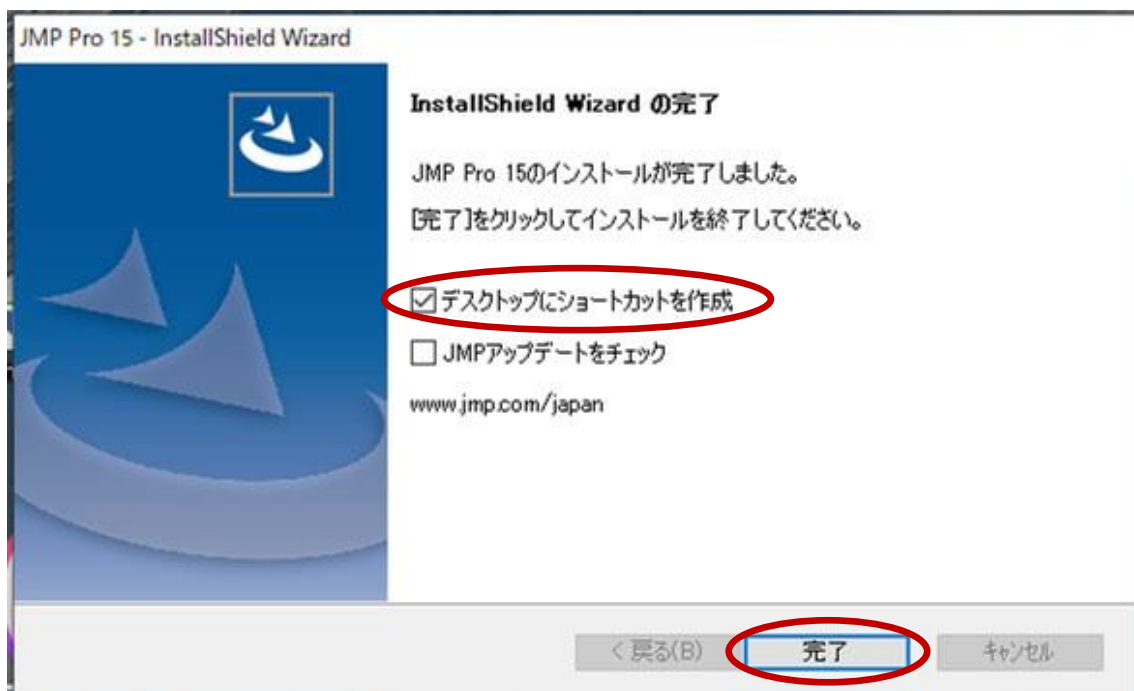 JMP Pro 15 - InstallShield Wizard
InstallShield Wizard の完了
JMP Pro 15のインストールが完了しました。
[完了]をクリックしてインストールを終了してください。
デスクトップにショートカットを作成
JMPアップデートをチェック
www.jmp.com/japan
< 戻る(B)
完了
キャンセル